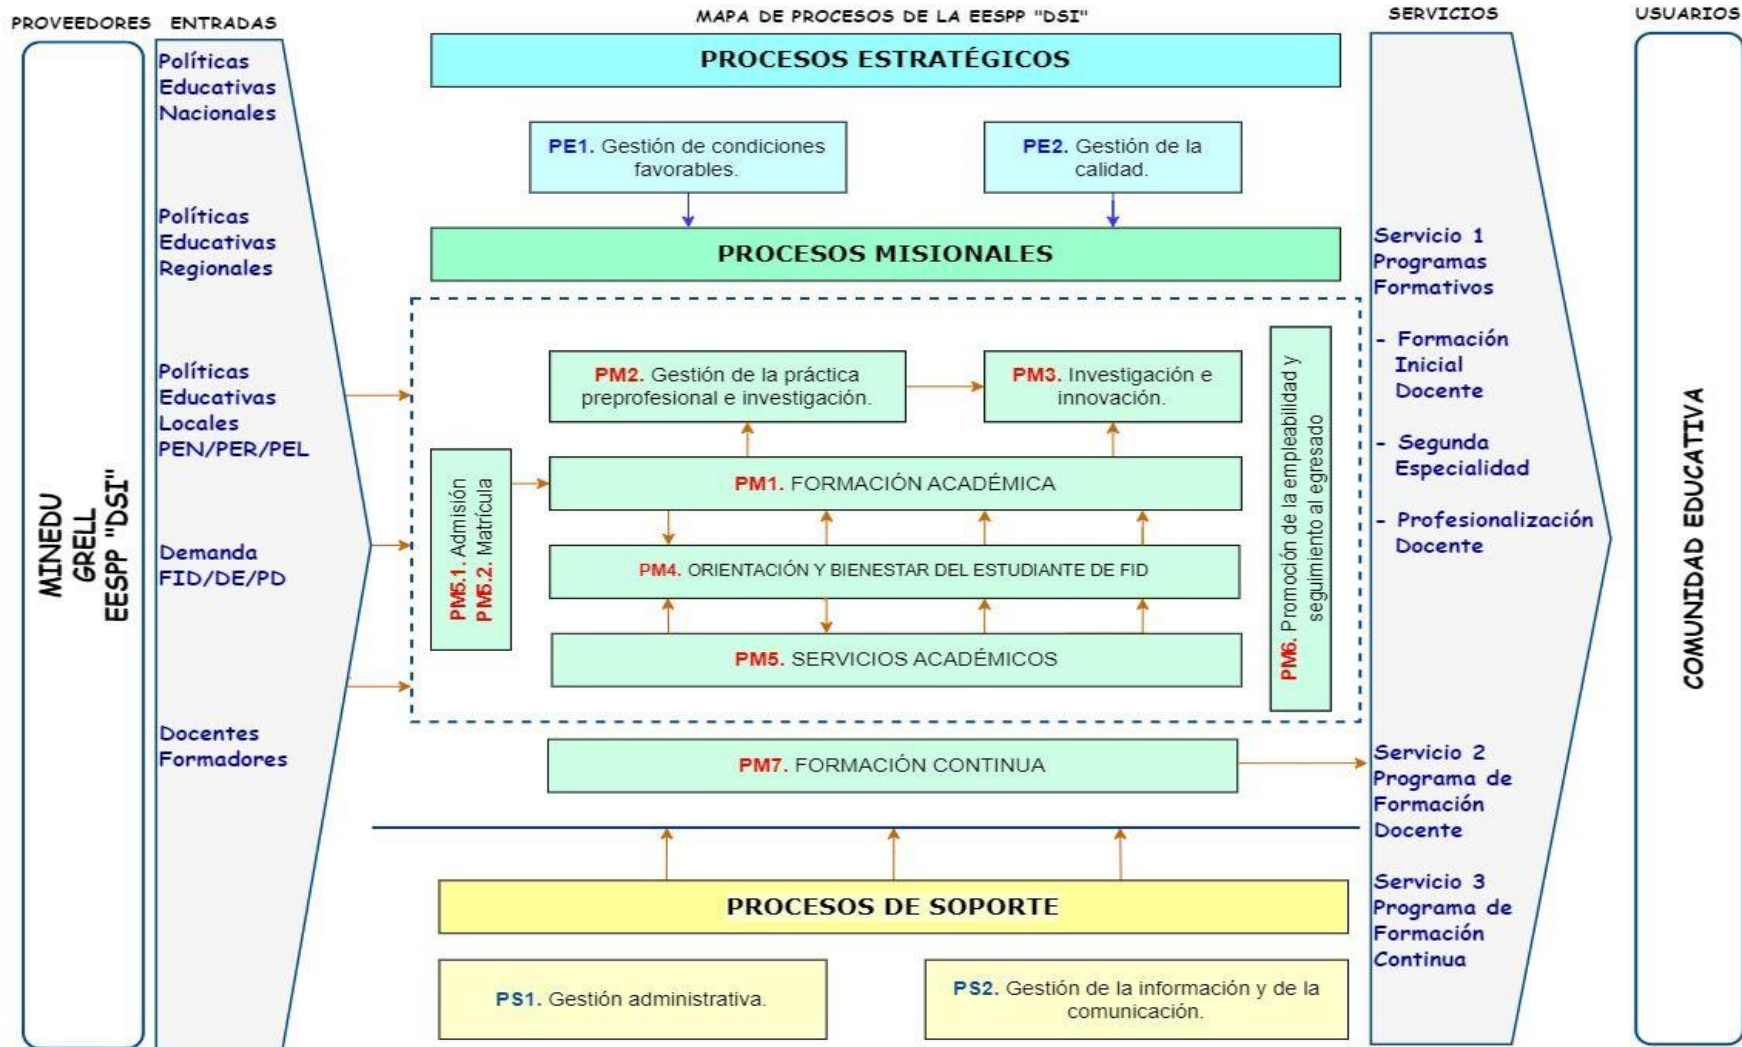 MAPA DE PROCESOS DE LA EESPP "DSI"
PROVEEDORES
MINEDU
GRELL
EESPP "DSI"
ENTRADAS
Políticas
Educativas
Nacionales
Políticas
Educativas
Regionales
Políticas
Educativas
Locales
PEN/PER/PEL
Demanda
FID/DE/PD
Docentes
Formadores
PROCESOS ESTRATÉGICOS
PE1. Gestión de condiciones
favorables.
PE2. Gestión de la
calidad.
PROCESOS MISIONALES
PM2. Gestión de la práctica
preprofesional e investigación.
PM3. Investigación e
innovación.
PM5.1. Admisión
PM5.2. Matrícula
PM1. FORMACIÓN ACADÉMICA
PM4. ORIENTACIÓN Y BIENESTAR DEL ESTUDIANTE DE FID
PM5. SERVICIOS ACADÉMICOS
PM6. Promoción de la empleabilidad y
seguimiento al egresado
PM7. FORMACIÓN CONTINUA
PROCESOS DE SOPORTE
PS1. Gestión administrativa.
PS2. Gestión de la información y de la
comunicación.
SERVICIOS
Servicio 1
Programas
Formativos
- Formación
Inicial
Docente
- Segunda
Especialidad
- Profesionalización
Docente
Servicio 2
Programa de
Formación
Docente
Servicio 3
Programa de
Formación
Continua
USUARIOS
COMUNIDAD EDUCATIVA